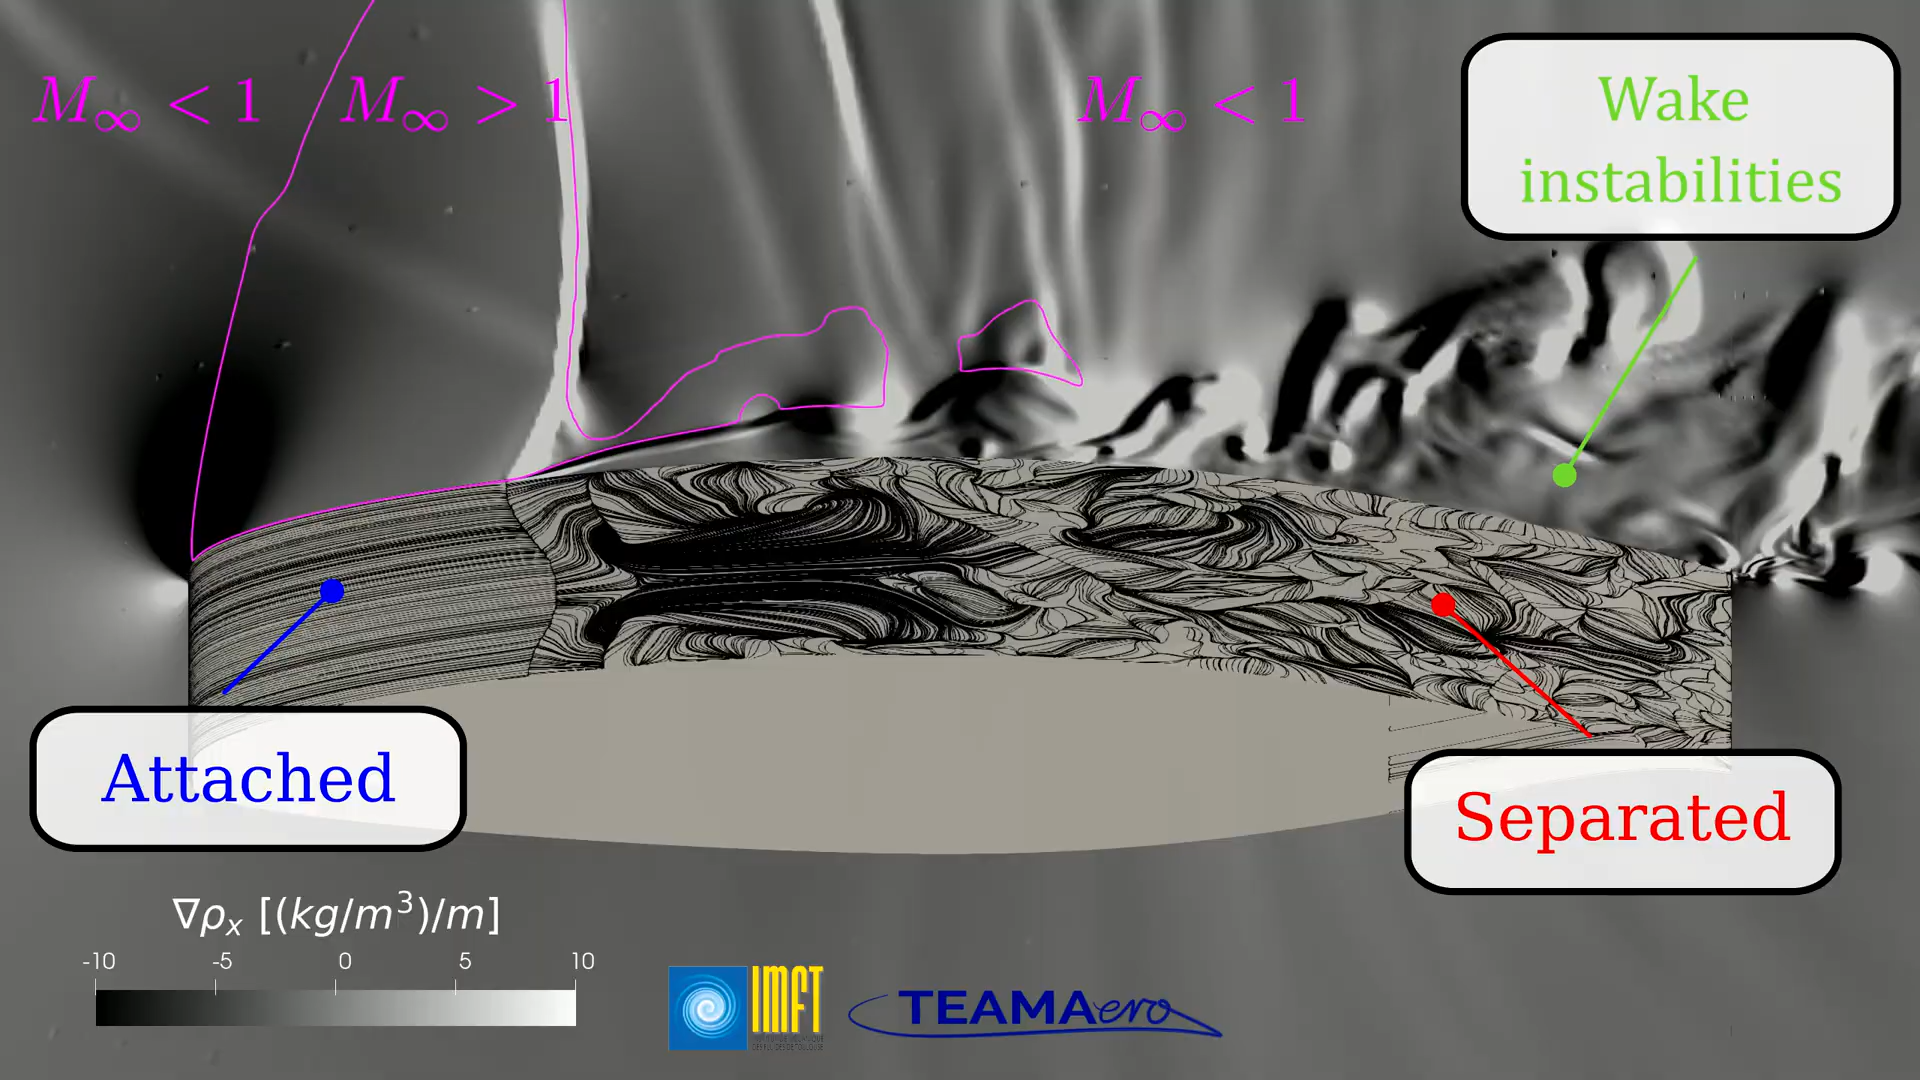 M∞ < 1
M∞ > 1
M∞ < 1
Wake
instabilities
Attached
Separated
∇ρₓ [(kg/m³)/m]
-10 -5 0 5 10
IMFT
TEAMAero